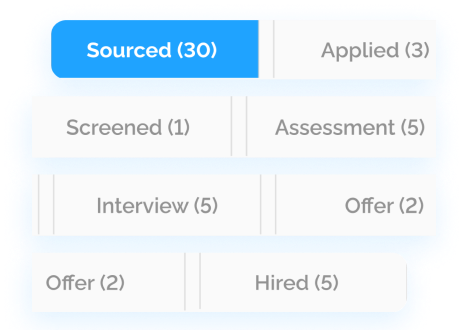 Sourced (30) Applied (3)
Screened (1) Assessment (5)
Interview (5) Offer (2)
Offer (2) Hired (5)